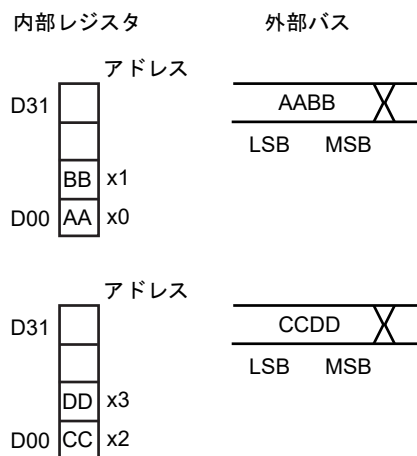 内部レジスタ 外部バス
アドレス
D31 AABB
LSB MSB
BB x1
D00 AA x0
アドレス
D31 CCDD
LSB MSB
DD x3
D00 CC x2